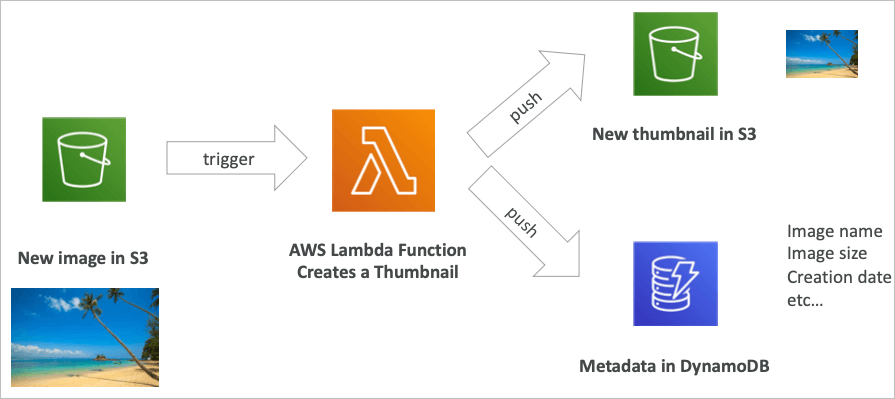 New image in S3
trigger
AWS Lambda Function
Creates a Thumbnail
push
New thumbnail in S3
push
Image name
Image size
Creation date
etc...
Metadata in DynamoDB